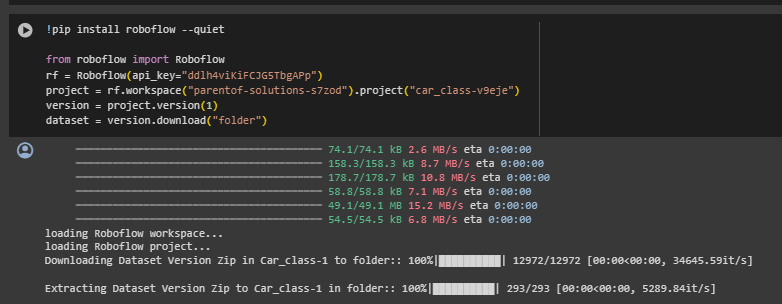 !pip install roboflow --quiet
from roboflow import Roboflow
rf = Roboflow(api_key="ddlh4viKiFCJG5TbgAPp")
project = rf.workspace("parentof-solutions-s7zod").project("car_class-v9eje")
version = project.version(1)
dataset = version.download("folder")
74.1/74.1 kB 2.6 MB/s eta 0:00:00
158.3/158.3 kB 8.7 MB/s eta 0:00:00
178.7/178.7 kB 10.8 MB/s eta 0:00:00
58.8/58.8 kB 7.1 MB/s eta 0:00:00
49.1/49.1 MB 15.2 MB/s eta 0:00:00
54.5/54.5 kB 6.8 MB/s eta 0:00:00
loading Roboflow workspace...
loading Roboflow project...
Downloading Dataset Version Zip in Car_class-1 to folder:: 100%|██████████| 12972/12972 [00:00<00:00, 34645.59it/s]
Extracting Dataset Version Zip to Car_class-1 in folder:: 100%|██████████| 293/293 [00:00<00:00, 5289.84it/s]